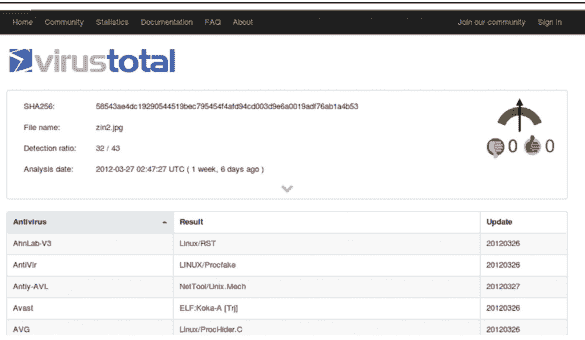 Home Community Statistics Documentation FAQ About Join our community Sign in
virustotal
SHA256: 58543ae4dc19290544519bec795454f4afd94cd003d9e6a0019adf76ab1a4b53
File name: zin2.jpg
Detection ratio: 32 / 43
0 0
Analysis date: 2012-03-27 02:47:27 UTC ( 1 week, 6 days ago )
Antivirus Result Update
AhnLab-V3 Linux/RST 20120326
AntiVir LINUX/Procfake 20120326
Antiy-AVL NetTool/Unix.Mech 20120327
Avast ELF:Koka-A [Trj] 20120326
AVG Linux/ProcHider.C 20120326